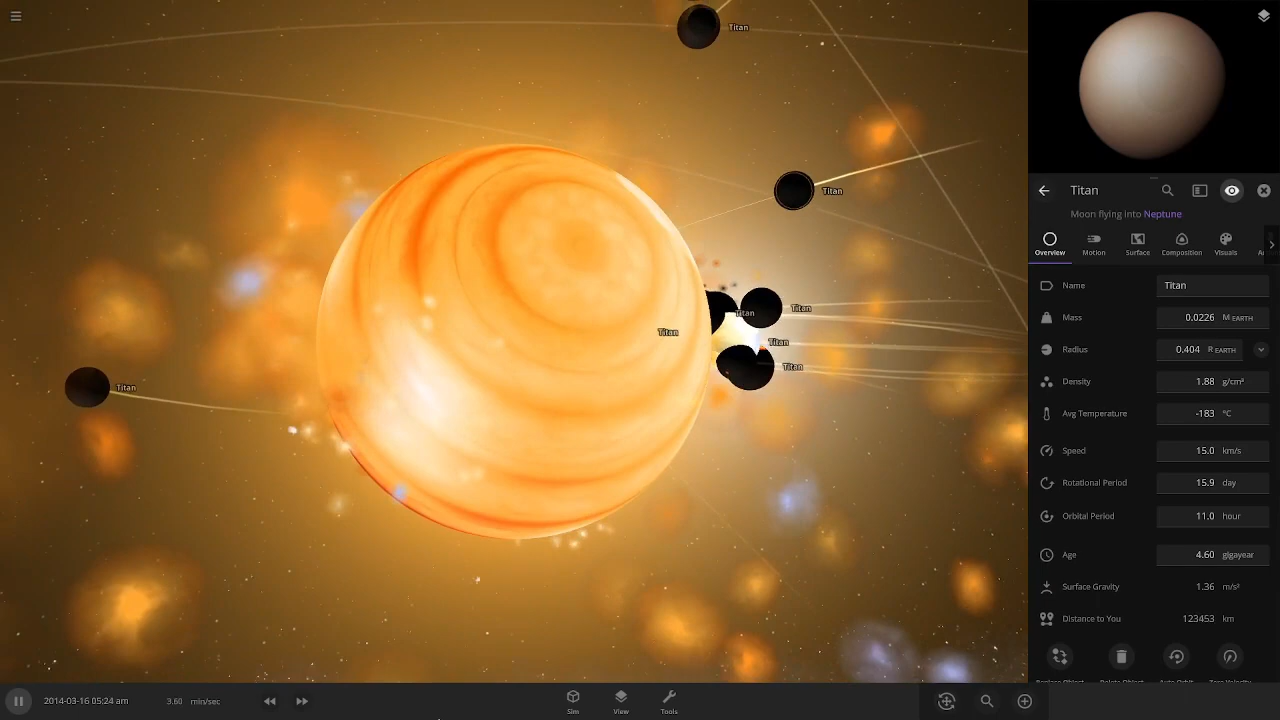 Titan
Titan
Titan
Titan
Titan
Titan
Titan
Titan
Titan
Moon flying into Neptune
Overview Motion Surface Composition Visuals
Name Titan
Mass 0.0226 M EARTH
Radius 0.404 R EARTH
Density 1.88 g/cm³
Avg Temperature -183 °C
Speed 15.0 km/s
Rotational Period 15.9 day
Orbital Period 11.0 hour
Age 4.60 gigayear
Surface Gravity 1.36 m/s²
Distance to You 123453 km
2014-03-16 05:24 am 3.60 min/sec
Sim View Tools